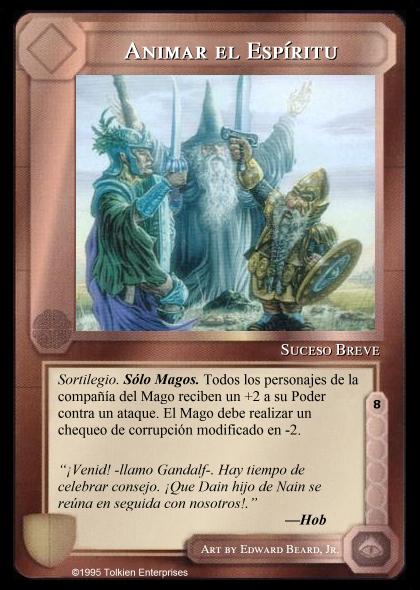 ANIMAR EL ESPÍRITU
SUCESO BREVE
Sortilegio. Sólo Magos. Todos los personajes de la
compañía del Mago reciben un +2 a su Poder
contra un ataque. El Mago debe realizar un
chequeo de corrupción modificado en -2.
8
“¡Venid! -llamo Gandalf-. Hay tiempo de
celebrar consejo. ¡Que Dain hijo de Nain se
reúna en seguida con nosotros!.”
—Hob
ART BY EDWARD BEARD, JR.
©1995 Tolkien Enterprises